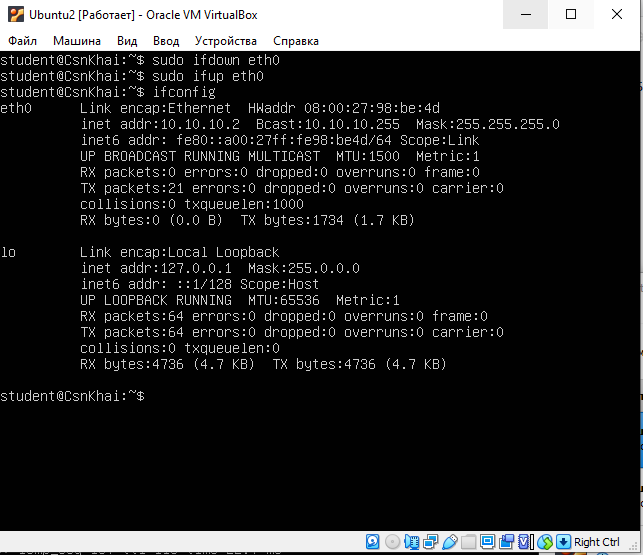 Ubuntu2 [Работает] - Oracle VM VirtualBox
Файл Машина Вид Ввод Устройства Справка
student@CsnKhai:~$ sudo ifdown eth0
student@CsnKhai:~$ sudo ifup eth0
student@CsnKhai:~$ ifconfig
eth0 Link encap:Ethernet HWaddr 08:00:27:98:be:4d
inet addr:10.10.10.2 Bcast:10.10.10.255 Mask:255.255.255.0
inet6 addr: fe80::a00:27ff:fe98:be4d/64 Scope:Link
UP BROADCAST RUNNING MULTICAST MTU:1500 Metric:1
RX packets:0 errors:0 dropped:0 overruns:0 frame:0
TX packets:21 errors:0 dropped:0 overruns:0 carrier:0
collisions:0 txqueuelen:1000
RX bytes:0 (0.0 B) TX bytes:1734 (1.7 KB)
lo Link encap:Local Loopback
inet addr:127.0.0.1 Mask:255.0.0.0
inet6 addr: ::1/128 Scope:Host
UP LOOPBACK RUNNING MTU:65536 Metric:1
RX packets:64 errors:0 dropped:0 overruns:0 frame:0
TX packets:64 errors:0 dropped:0 overruns:0 carrier:0
collisions:0 txqueuelen:0
RX bytes:4736 (4.7 KB) TX bytes:4736 (4.7 KB)
student@CsnKhai:~$
Right Ctrl